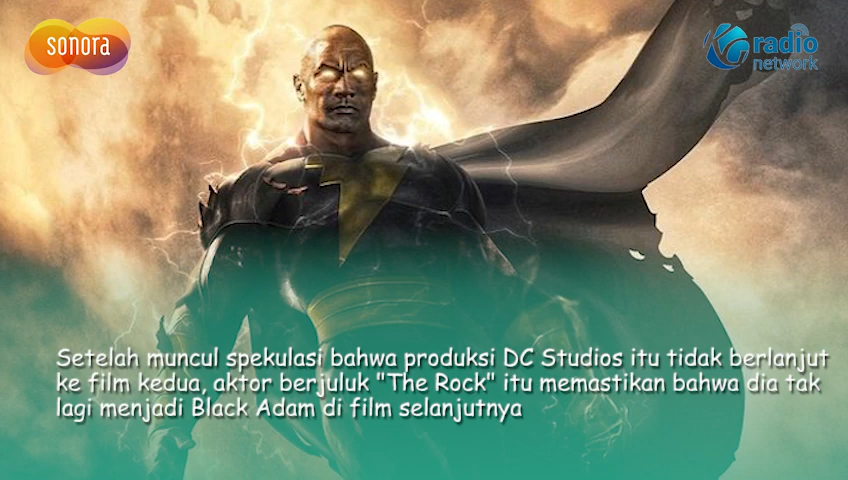 sonora
radio
network
Setelah muncul spekulasi bahwa produksi DC Studios itu tidak berlanjut
ke film kedua, aktor berjuluk "The Rock" itu memastikan bahwa dia tak
lagi menjadi Black Adam di film selanjutnya